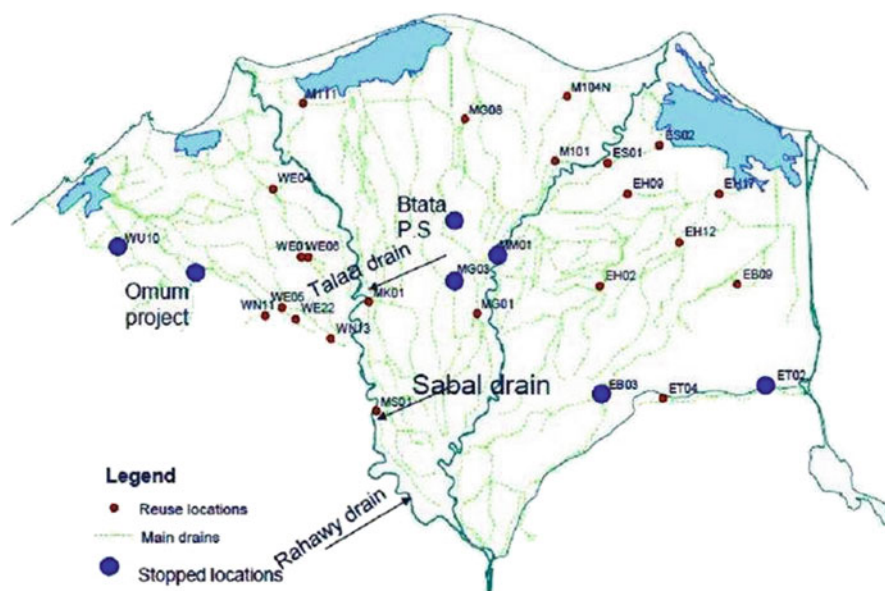 M111
M104N
MG08
M101
ES01
ES02
WE04
EH09
EH17
Btata
P.S
WU10
MM01
EH12
WE01
WE06
Talaa drain
Omum
project
MG03
EH02
EB09
WN11
WE05
WE22
MK01
MG01
WN13
Sabal drain
MS01
EB03
ET04
ET02
Legend
Reuse locations
Main drains
Stopped locations
Rahawy drain